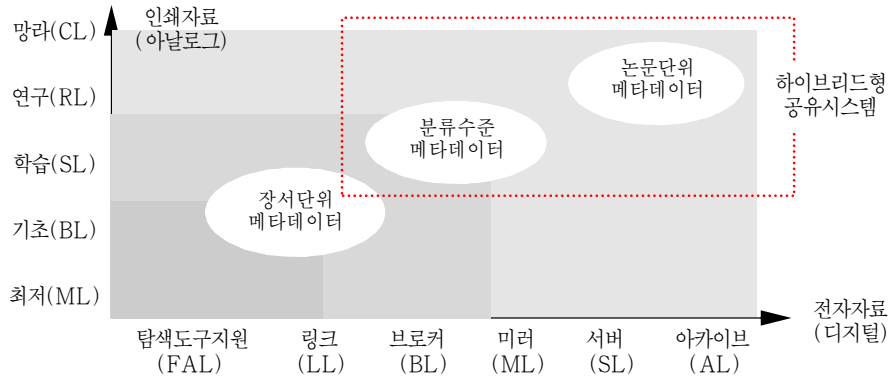 인쇄자료
(아날로그)
망라(CL)
연구(RL)
학습(SL)
기초(BL)
최저(ML)
논문단위
메타데이터
분류수준
메타데이터
장서단위
메타데이터
하이브리드형
공유시스템
탐색도구지원
(FAL)
링크
(LL)
브로커
(BL)
미러
(ML)
서버
(SL)
아카이브
(AL)
전자자료
(디지털)